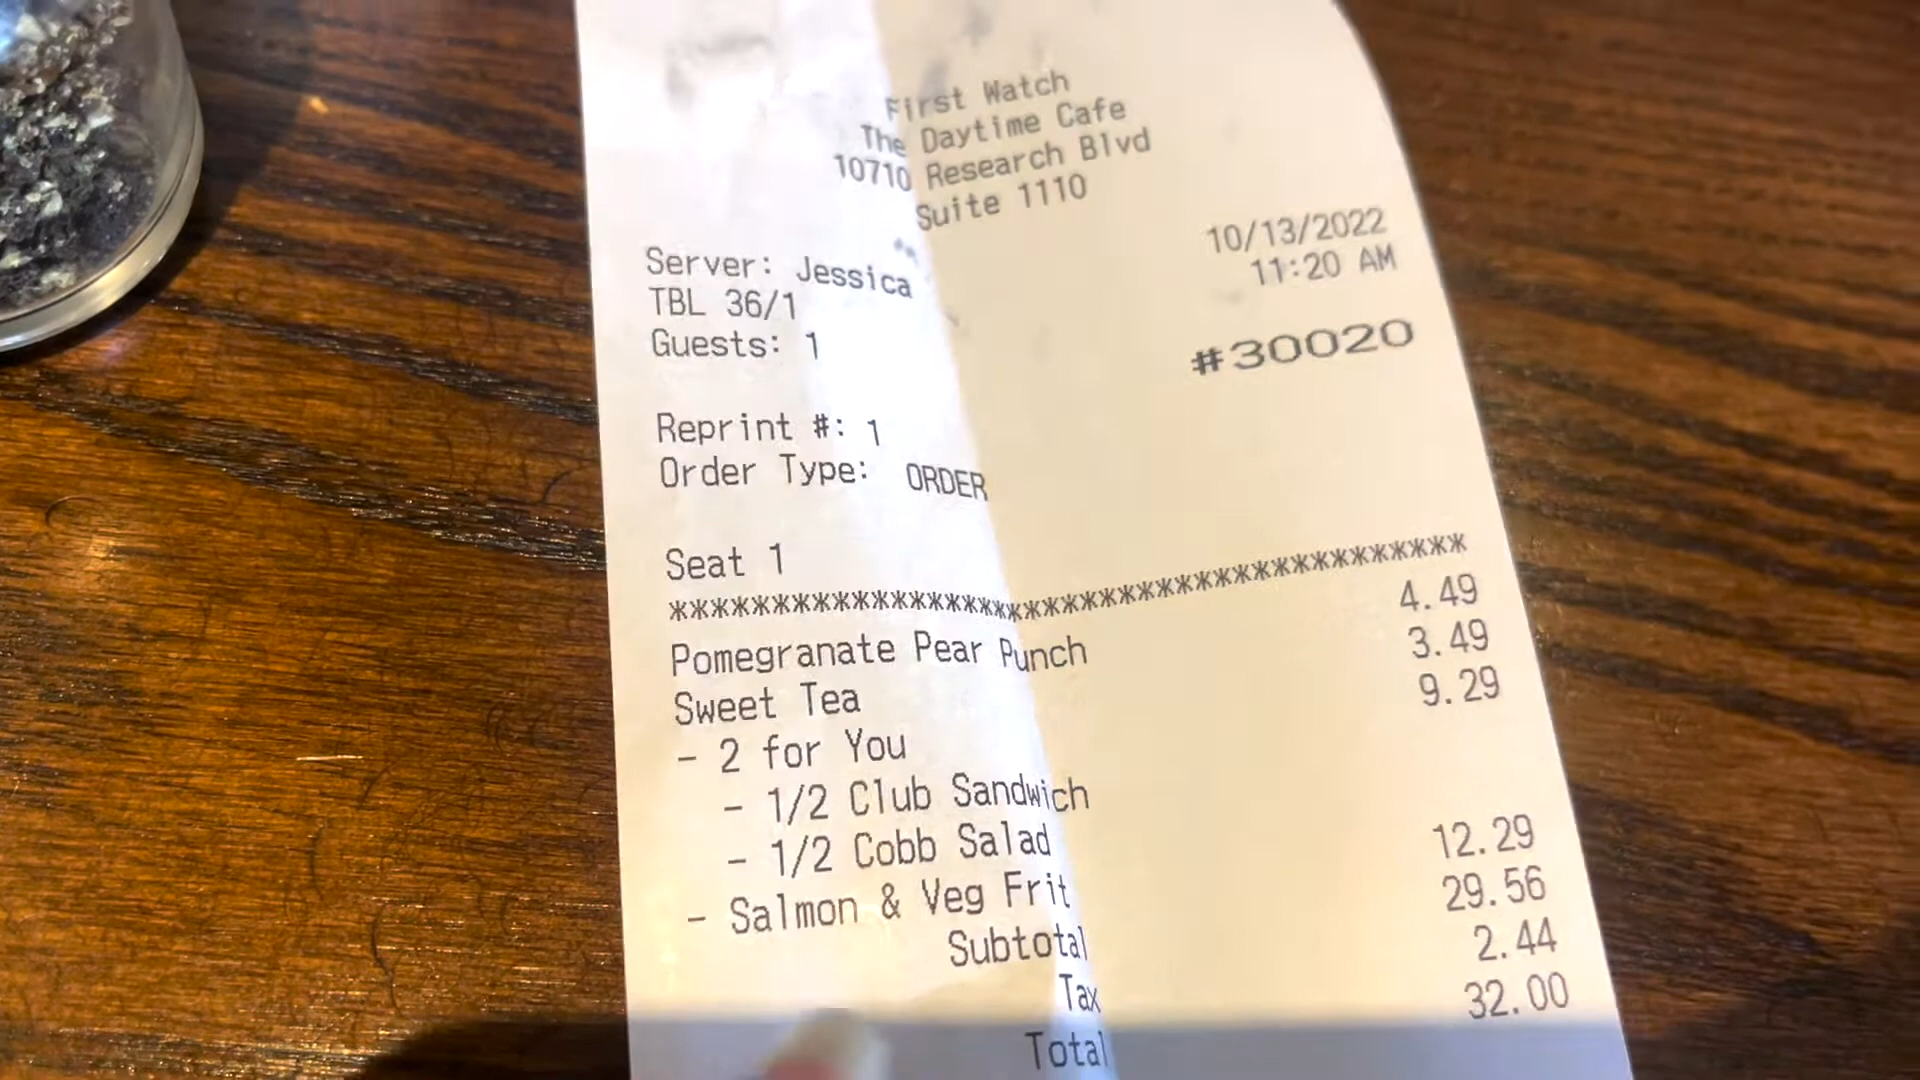 First Watch
The Daytime Cafe
10710 Research Blvd
Suite 1110
Server: Jessica 10/13/2022
TBL 36/1 11:20 AM
Guests: 1 #30020
Reprint #: 1
Order Type: ORDER
Seat 1
****************************************
Pomegranate Pear Punch 4.49
Sweet Tea 3.49
- 2 for You 9.29
- 1/2 Club Sandwich
- 1/2 Cobb Salad
- Salmon & Veg Frit 12.29
Subtotal 29.56
Tax 2.44
Total 32.00